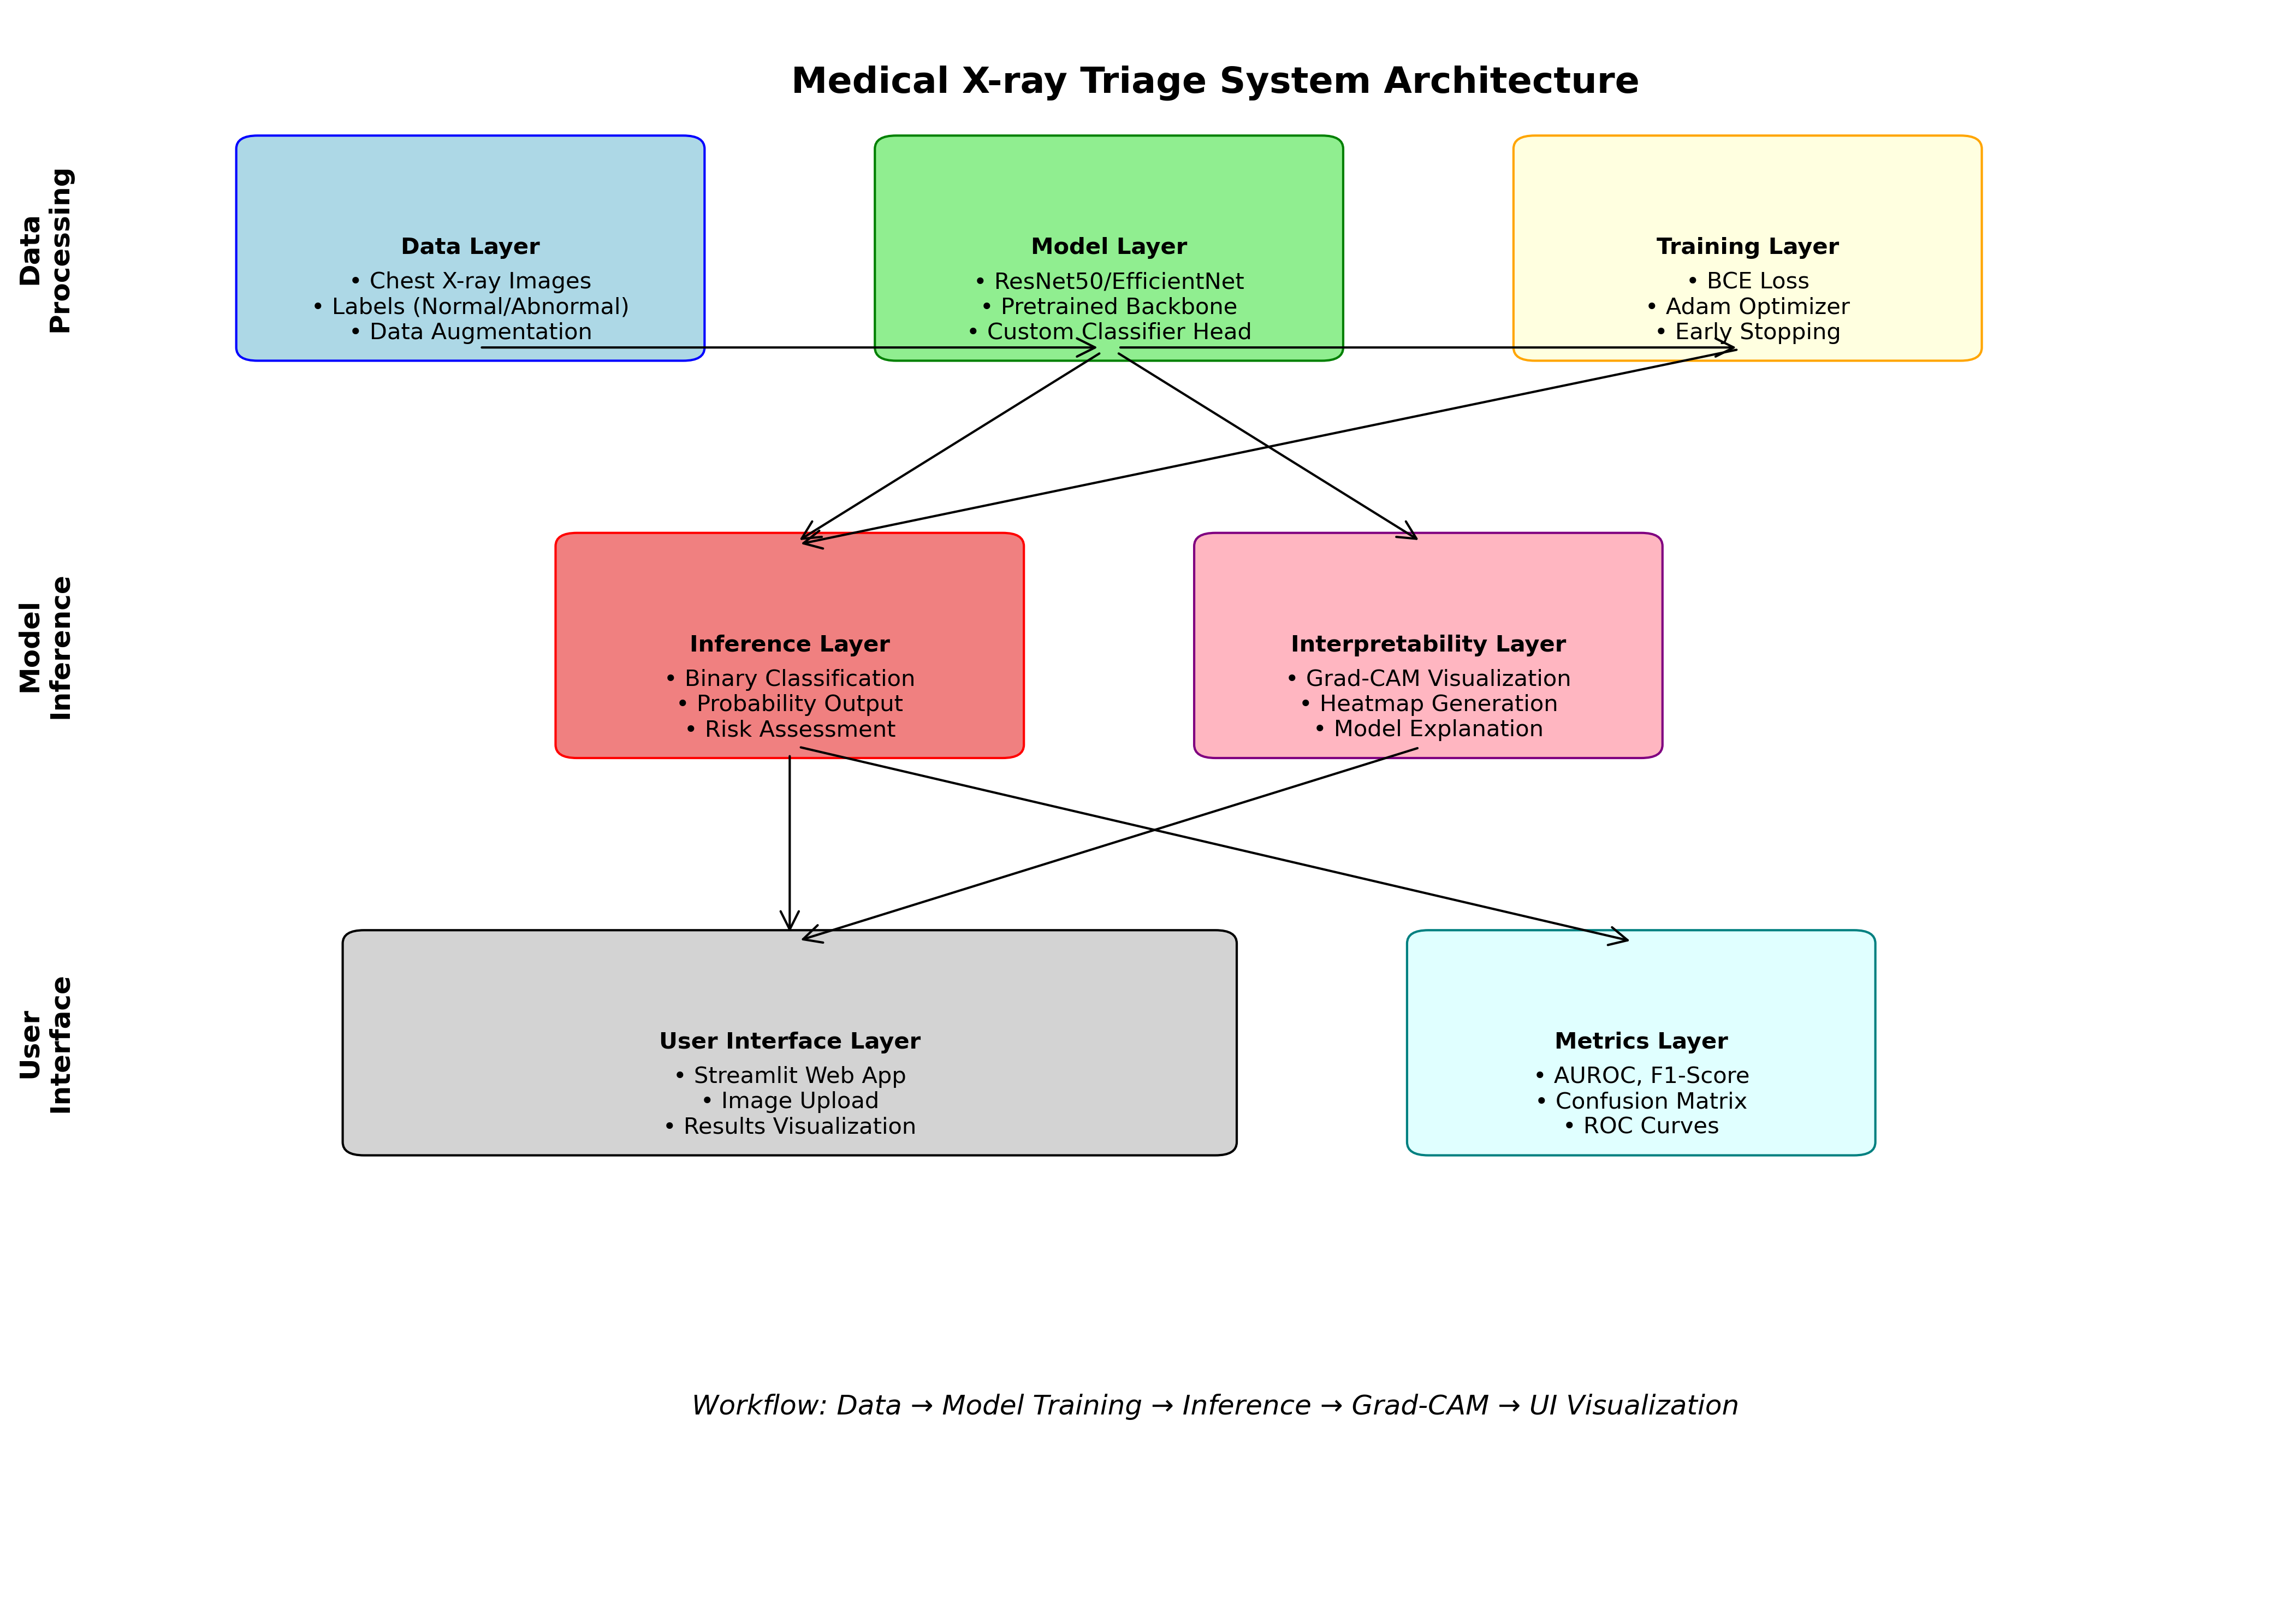 Medical X-ray Triage System Architecture
Data
Processing
Data Layer
• Chest X-ray Images
• Labels (Normal/Abnormal)
• Data Augmentation
Model Layer
• ResNet50/EfficientNet
• Pretrained Backbone
• Custom Classifier Head
Training Layer
• BCE Loss
• Adam Optimizer
• Early Stopping
Model
Inference
Inference Layer
• Binary Classification
• Probability Output
• Risk Assessment
Interpretability Layer
• Grad-CAM Visualization
• Heatmap Generation
• Model Explanation
User
Interface
User Interface Layer
• Streamlit Web App
• Image Upload
• Results Visualization
Metrics Layer
• AUROC, F1-Score
• Confusion Matrix
• ROC Curves
Workflow: Data → Model Training → Inference → Grad-CAM → UI Visualization